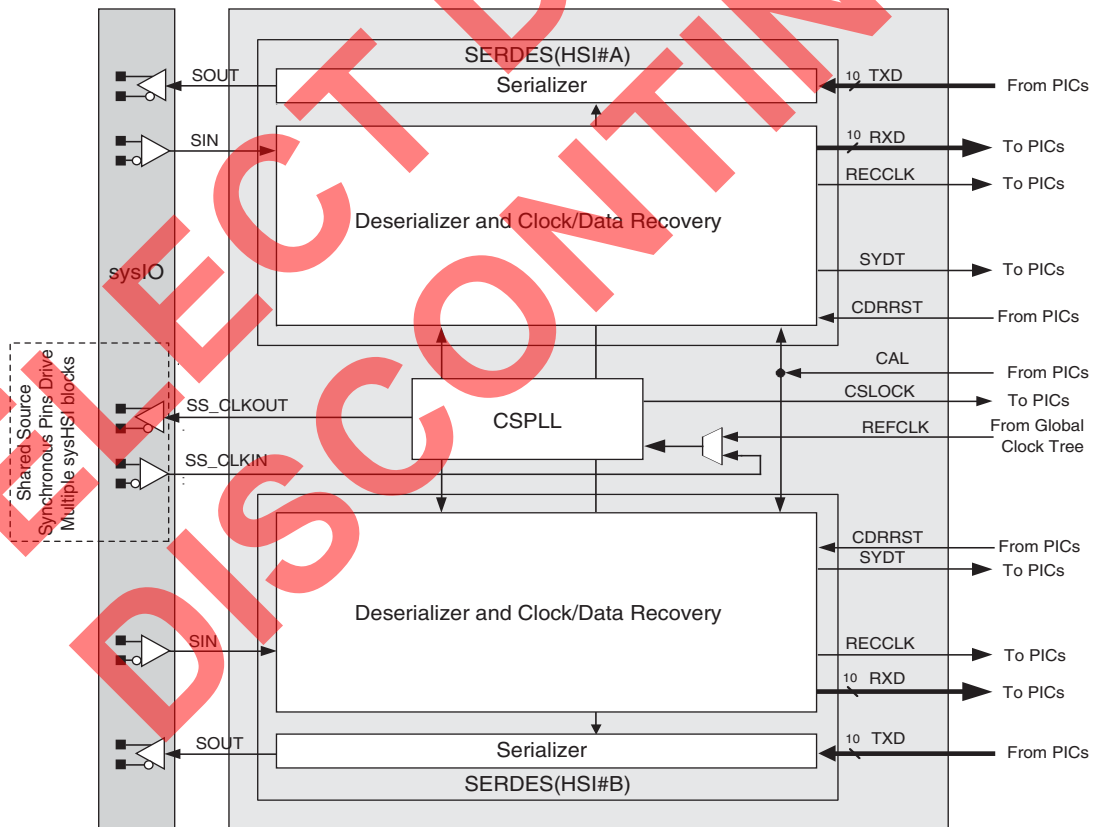 SERDES(HSI#A)
SOUT
Serializer
10 TXD
From PICs
SIN
10 RXD
To PICs
RECCLK
To PICs
Deserializer and Clock/Data Recovery
sysIO
SYDT
To PICs
CDRRST
From PICs
CAL
From PICs
Shared Source
Synchronous Pins Drive
Multiple sysHSI blocks
SS_CLKOUT
CSPLL
CSLOCK
To PICs
REFCLK
From Global
Clock Tree
SS_CLKIN
CDRRST
From PICs
SYDT
To PICs
Deserializer and Clock/Data Recovery
SIN
RECCLK
To PICs
10 RXD
To PICs
SOUT
Serializer
10 TXD
From PICs
SERDES(HSI#B)
ELECT D
DISCONTIN